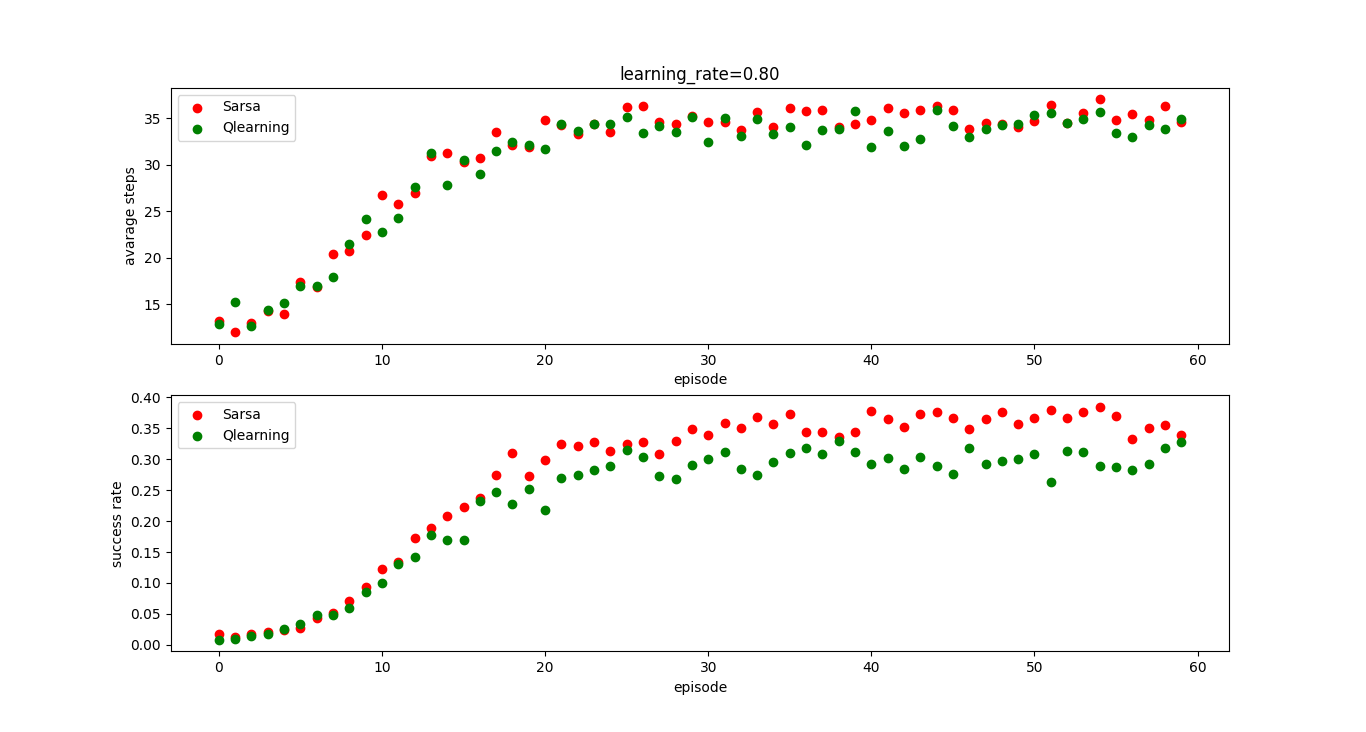 learning_rate=0.80
Sarsa
Qlearning
35
30
25
20
15
avarage steps
0 10 20 30 40 50 60
episode
Sarsa
Qlearning
0.40
0.35
0.30
0.25
0.20
0.15
0.10
0.05
0.00
success rate
0 10 20 30 40 50 60
episode